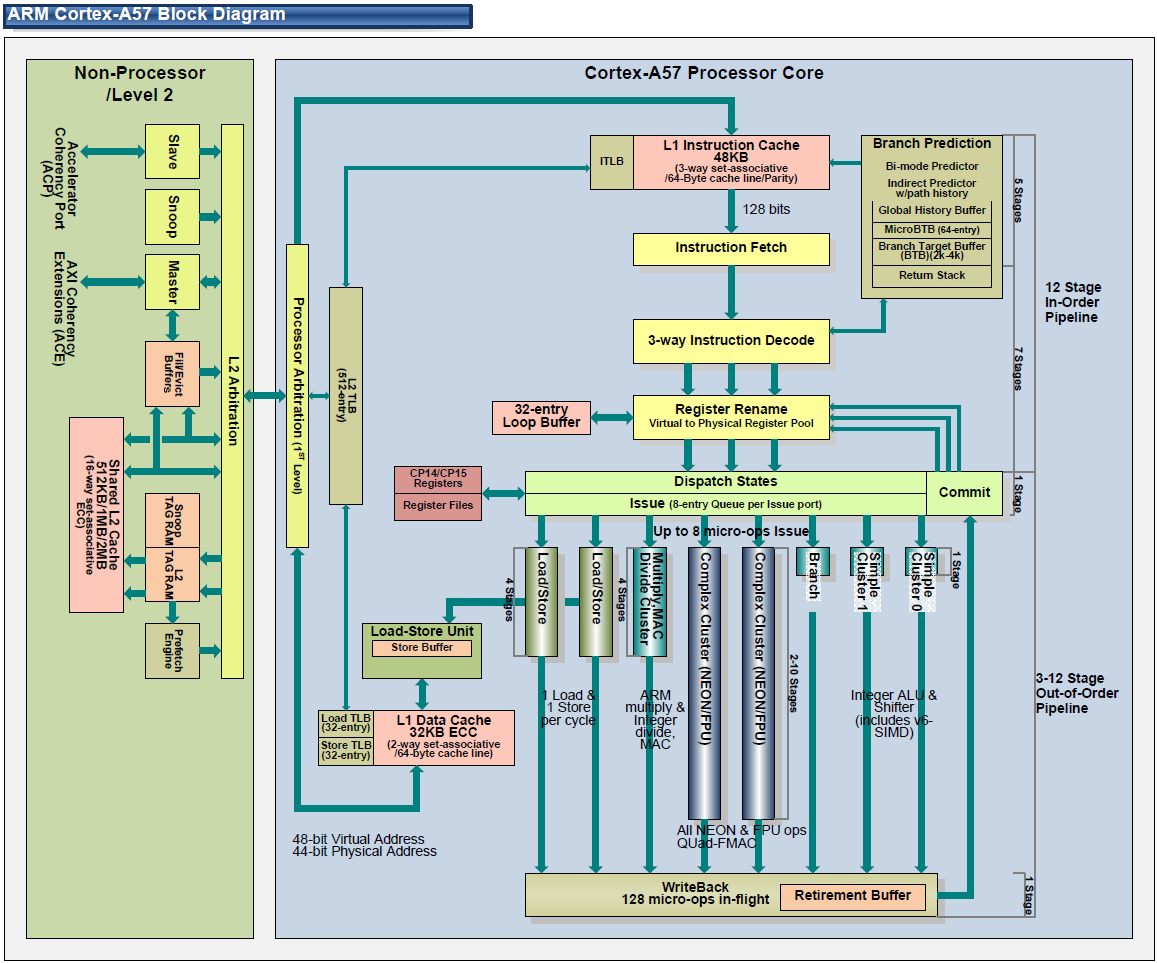 ARM Cortex-A57 Block Diagram
Non-Processor
/Level 2
Slave
Accelerator
Coherency Port
(ACP)
Snoop
Master
AXI Coherency
Extensions (ACE)
Fill/Evict
Buffers
L2 Arbitration
Shared L2 Cache
512KB/1MB/2MB
(16-way set-associative
ECC)
Snoop
TAG RAM
L2
TAG RAM
Prefetch
Engine
Cortex-A57 Processor Core
Processor Arbitration (1ST Level)
L2 TLB
(512-entry)
ITLB
L1 Instruction Cache
48KB
(3-way set-associative
/64-Byte cache line/Parity)
128 bits
Branch Prediction
Bi-mode Predictor
Indirect Predictor
w/path history
Global History Buffer
MicroBTB (64-entry)
Branch Target Buffer
(BTB)(2k-4k)
Return Stack
5 Stages
Instruction Fetch
12 Stage
In-Order
Pipeline
3-way Instruction Decode
7 Stages
32-entry
Loop Buffer
Register Rename
Virtual to Physical Register Pool
CP14/CP15
Registers
Register Files
Dispatch States
Issue (8-entry Queue per Issue port)
Commit
1 Stage
Up to 8 micro-ops Issue
4 Stages
Load/Store
Load/Store
4 Stages
Multiply,MAC
Divide Cluster
Complex Cluster (NEON/FPU)
Complex Cluster (NEON/FPU)
2-10 Stages
Branch
Simple
Cluster 1
Simple
Cluster 0
1 Stage
Load-Store Unit
Store Buffer
Load TLB
(32-entry)
Store TLB
(32-entry)
L1 Data Cache
32KB ECC
(2-way set-associative
/64-byte cache line)
1 Load &
1 Store
per cycle
ARM
multiply &
Integer
divide,
MAC
Integer ALU &
Shifter
(includes v6-
SIMD)
3-12 Stage
Out-of-Order
Pipeline
All NEON & FPU ops
QUad-FMAC
48-bit Virtual Address
44-bit Physical Address
WriteBack
128 micro-ops in-flight
Retirement Buffer
1 Stage